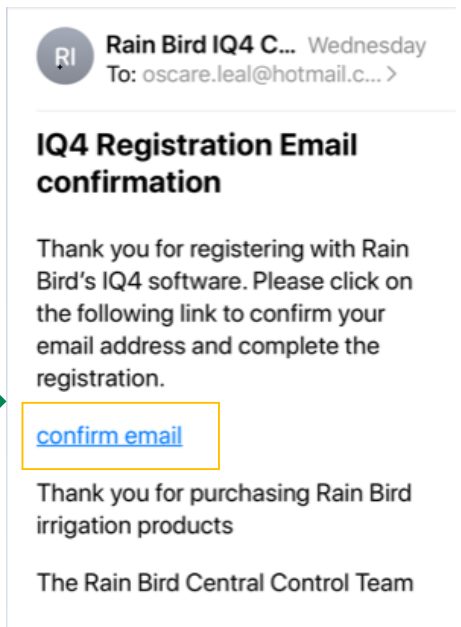 RI
Rain Bird IQ4 C... Wednesday
To: oscare.leal@hotmail.c... >
IQ4 Registration Email
confirmation
Thank you for registering with Rain
Bird's IQ4 software. Please click on
the following link to confirm your
email address and complete the
registration.
confirm email
Thank you for purchasing Rain Bird
irrigation products
The Rain Bird Central Control Team